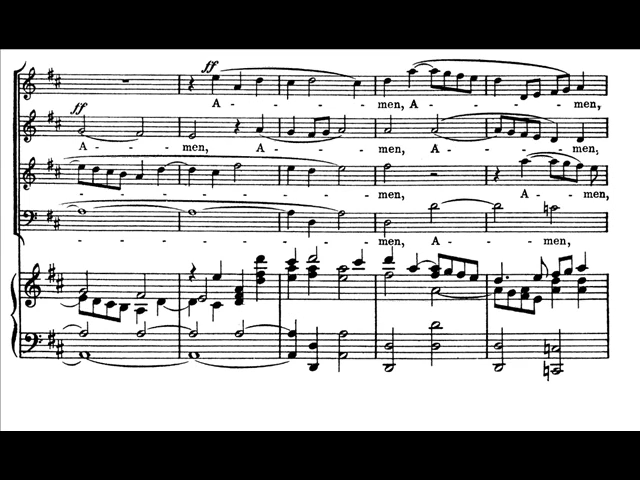 ff
A - - - men, A - - - men,
ff
A - - men, A - - - men, A - - - men,
- - - - - - - - men, A - men,
- - - - - - - - men, A - men,